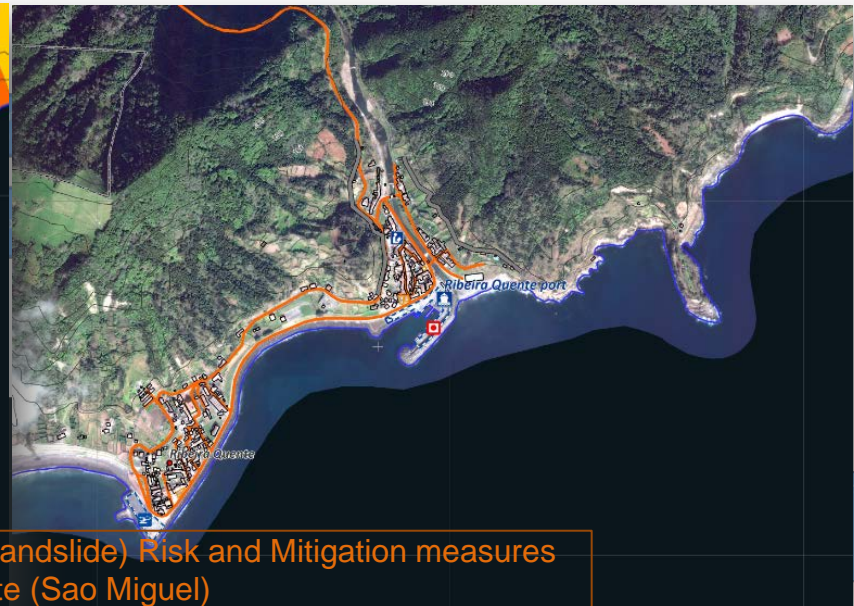 Ribeira Quente port
Ribeira Quente
andslide) Risk and Mitigation measures
te (Sao Miguel)